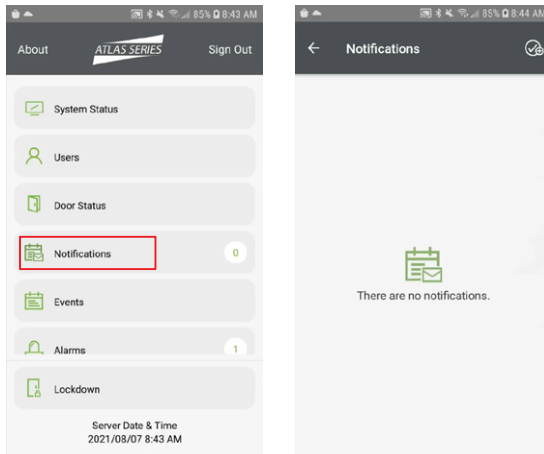 85% 8:43 AM
About
ATLAS SERIES
Sign Out
System Status
Users
Door Status
Notifications
0
Events
Alarms
1
Lockdown
Server Date & Time
2021/08/07 8:43 AM
85% 8:44 AM
Notifications
There are no notifications.